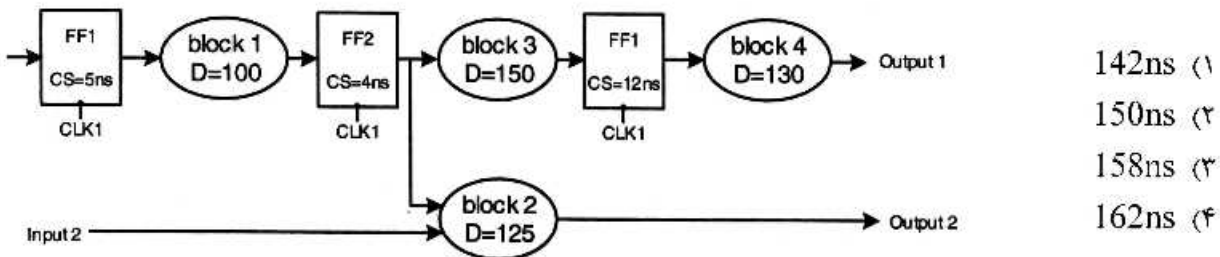 FF1
CS=5ns
CLK1
block 1
D=100
FF2
CS=4ns
CLK1
block 3
D=150
FF1
CS=12ns
CLK1
block 4
D=130
Output 1
block 2
D=125
Input 2
Output 2
142ns (۱
150ns (۲
158ns (۳
162ns (۴